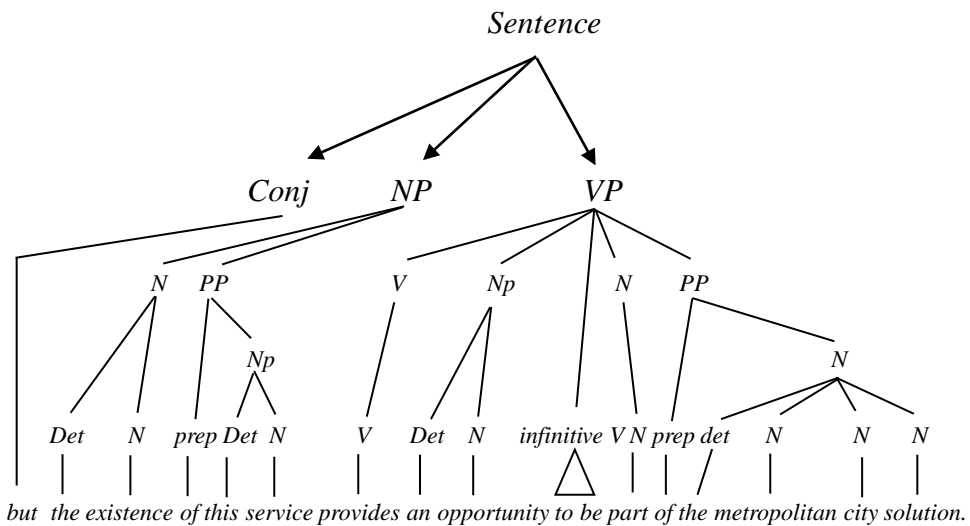 Sentence
Conj NP VP
N PP V Np N PP
Np N
Det N prep Det N V Det N infinitive V N prep det N N N
but the existence of this service provides an opportunity to be part of the metropolitan city solution.